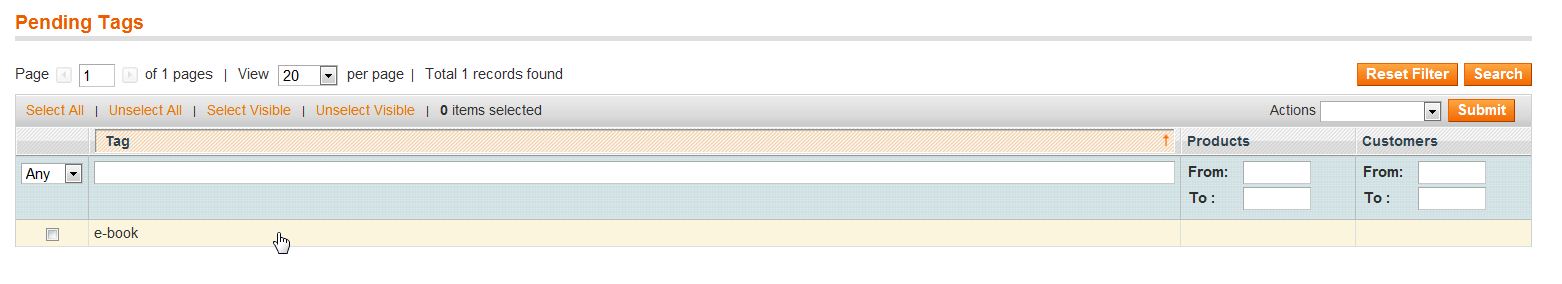 Pending Tags
Page 1 of 1 pages | View 20 per page | Total 1 records found Reset Filter Search
Select All | Unselect All | Select Visible | Unselect Visible | 0 items selected Actions Submit
Tag ↑ Products Customers
Any From: From:
To : To :
e-book